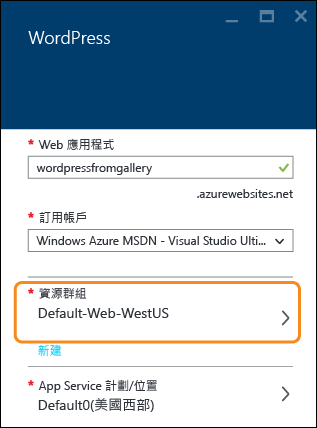 WordPress
* Web 應用程式
wordpressfromgallery
.azurewebsites.net
* 訂用帳戶
Windows Azure MSDN - Visual Studio Ulti...
* 資源群組
Default-Web-WestUS
新建
* App Service 計劃/位置
Default0(美國西部)